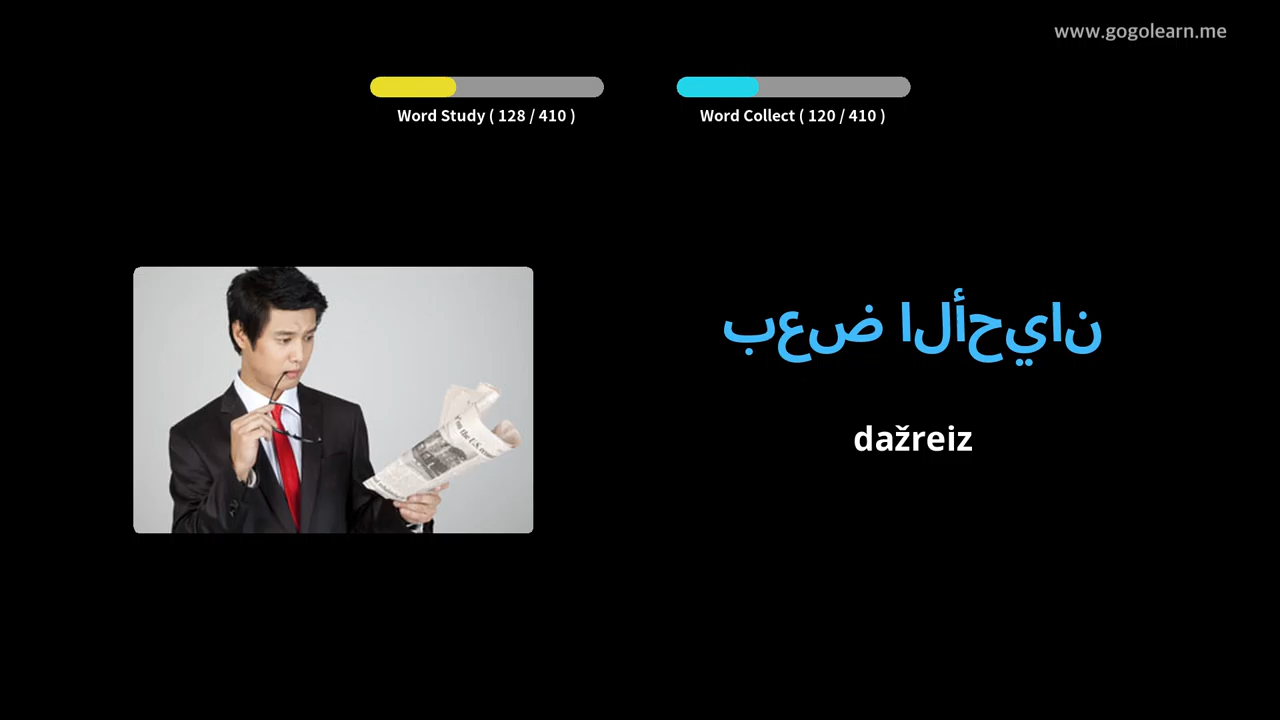 www.gogolearn.me
Word Study ( 128 / 410 )
Word Collect ( 120 / 410 )
بعض الأحيان
dažreiz